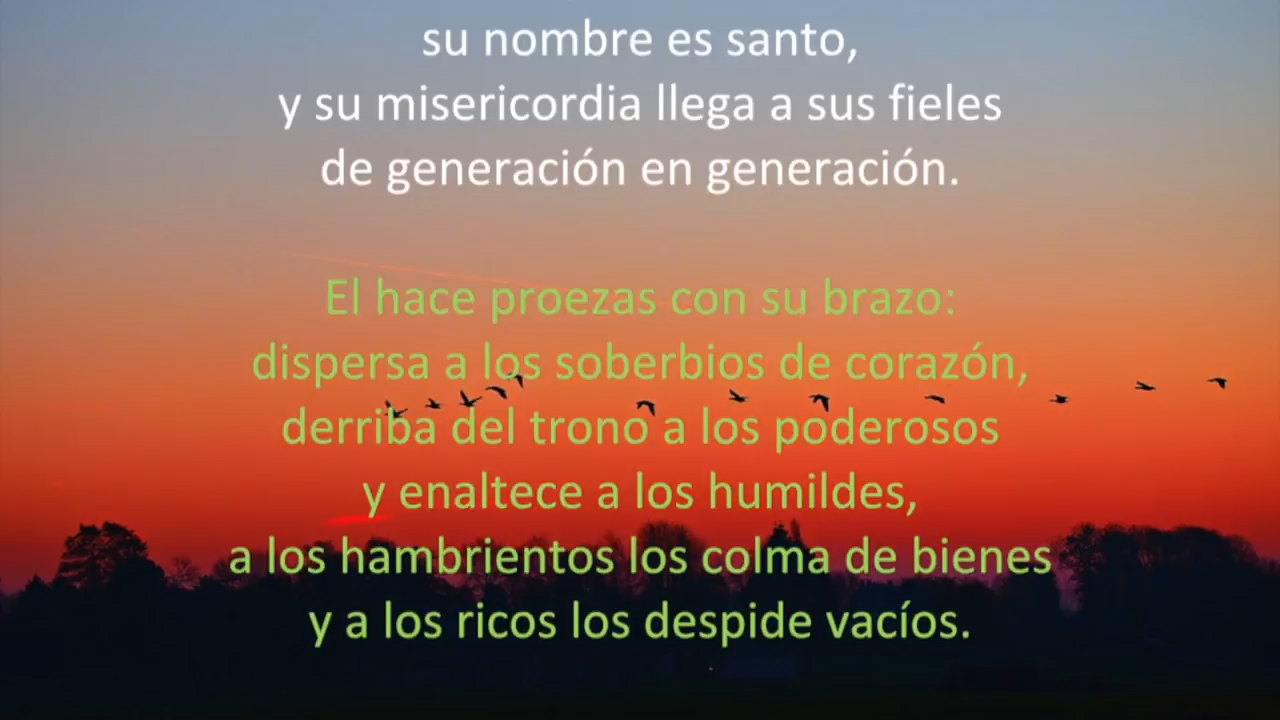 su nombre es santo,
y su misericordia llega a sus fieles
de generación en generación.
El hace proezas con su brazo:
dispersa a los soberbios de corazón,
derriba del trono a los poderosos
y enaltece a los humildes,
a los hambrientos los colma de bienes
y a los ricos los despide vacíos.